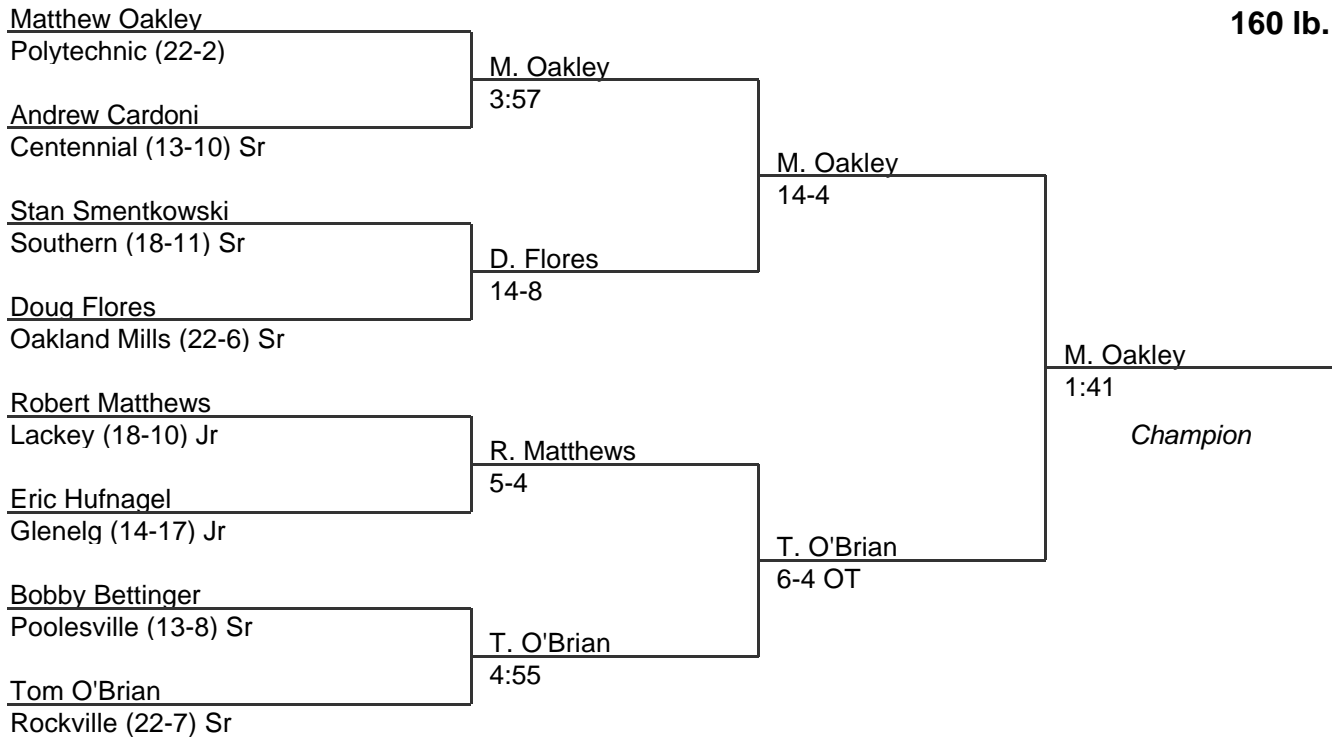 160 lb.
Matthew Oakley
Polytechnic (22-2)
Andrew Cardoni
Centennial (13-10) Sr
Stan Smentkowski
Southern (18-11) Sr
Doug Flores
Oakland Mills (22-6) Sr
Robert Matthews
Lackey (18-10) Jr
Eric Hufnagel
Glenelg (14-17) Jr
Bobby Bettinger
Poolesville (13-8) Sr
Tom O'Brian
Rockville (22-7) Sr
M. Oakley
3:57
D. Flores
14-8
R. Matthews
5-4
T. O'Brian
4:55
M. Oakley
14-4
T. O'Brian
6-4 OT
M. Oakley
1:41
Champion